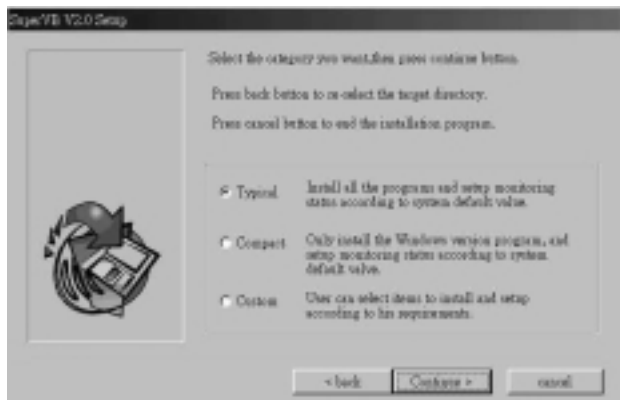 SuperVB V2.0 Setup
Select the category you want,then press continue button.
Press back button to re-select the target directory.
Press cancel button to end the installation program.
Typical
Install all the programs and setup monitoring
status according to system default value.
Compact
Only install the Windows version program, and
setup monitoring status according to system
default value.
Custom
User can select items to install and setup
according to his requirements.
< back
Continue >
cancel